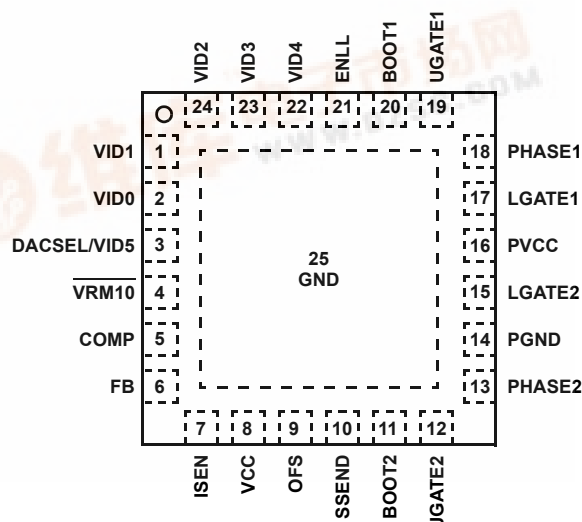 VID2 VID3 VID4 ENLL BOOT1 UGATE1
24 23 22 21 20 19
VID1 1
VID0 2
DACSEL/VID5 3
VRM10 4
COMP 5
FB 6
25
GND
18 PHASE1
17 LGATE1
16 PVCC
15 LGATE2
14 PGND
13 PHASE2
7 8 9 10 11 12
ISEN VCC OFS SSEND BOOT2 UGATE2